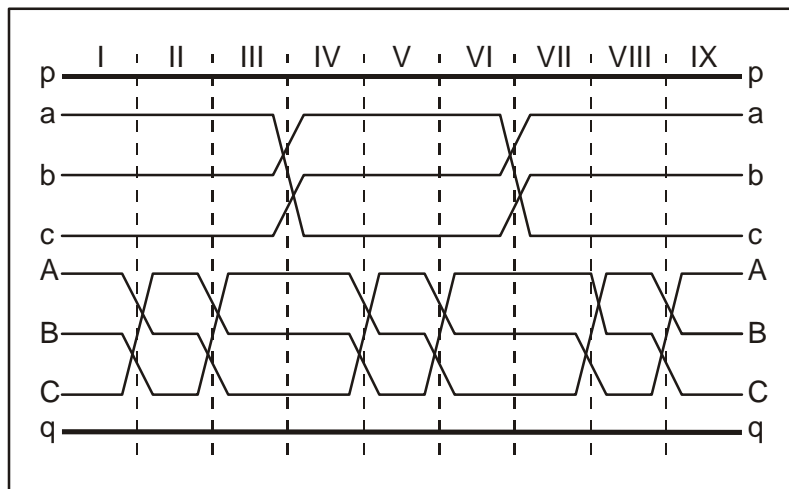 I II III IV V VI VII VIII IX
p p
a a
b b
c c
A A
B B
C C
q q